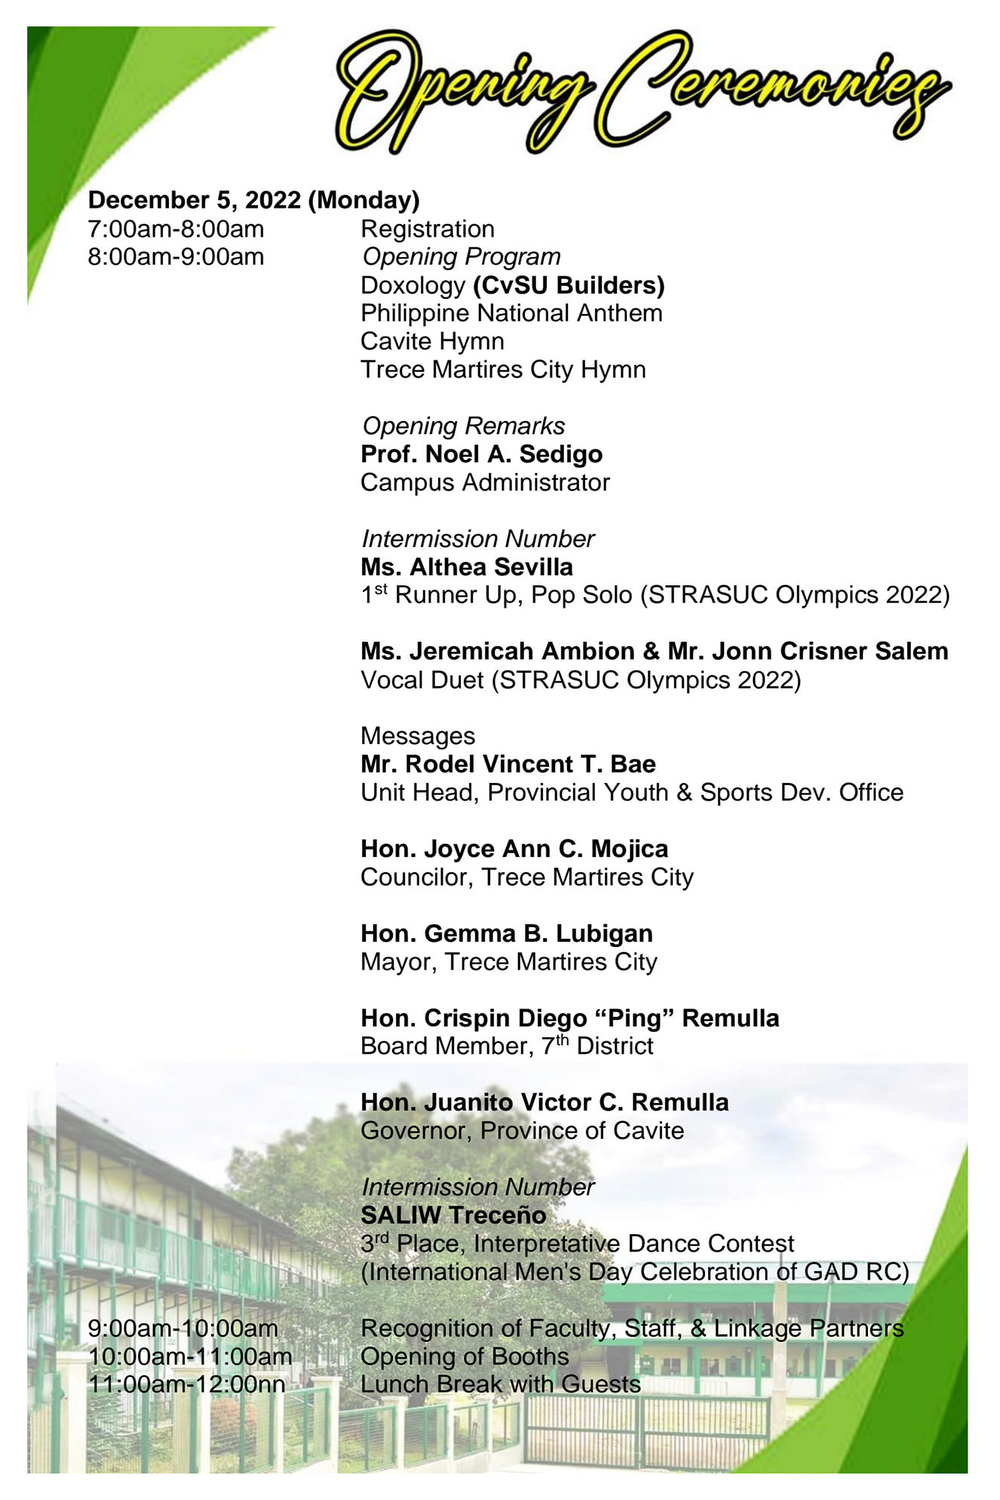 Opening Ceremonies
December 5, 2022 (Monday)
7:00am-8:00am Registration
8:00am-9:00am Opening Program
Doxology (CvSU Builders)
Philippine National Anthem
Cavite Hymn
Trece Martires City Hymn
Opening Remarks
Prof. Noel A. Sedigo
Campus Administrator
Intermission Number
Ms. Althea Sevilla
1st Runner Up, Pop Solo (STRASUC Olympics 2022)
Ms. Jeremicah Ambion & Mr. Jonn Crisner Salem
Vocal Duet (STRASUC Olympics 2022)
Messages
Mr. Rodel Vincent T. Bae
Unit Head, Provincial Youth & Sports Dev. Office
Hon. Joyce Ann C. Mojica
Councilor, Trece Martires City
Hon. Gemma B. Lubigan
Mayor, Trece Martires City
Hon. Crispin Diego “Ping” Remulla
Board Member, 7th District
Hon. Juanito Victor C. Remulla
Governor, Province of Cavite
Intermission Number
SALIW Treceño
3rd Place, Interpretative Dance Contest
(International Men's Day Celebration of GAD RC)
9:00am-10:00am Recognition of Faculty, Staff, & Linkage Partners
10:00am-11:00am Opening of Booths
11:00am-12:00nn Lunch Break with Guests